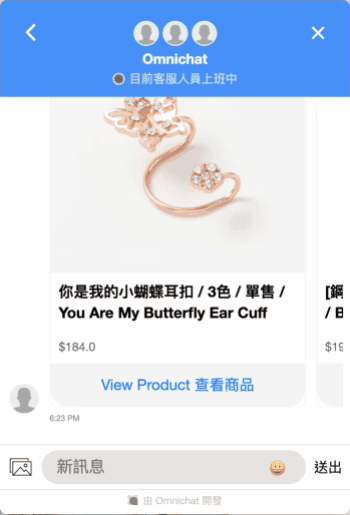 Omnichat
目前客服人員上班中
你是我的小蝴蝶耳扣 / 3色 / 單售 /
You Are My Butterfly Ear Cuff
[鋼
/ B
$184.0
$19
View Product 查看商品
6:23 PM
新訊息
送出
由 Omnichat 開發